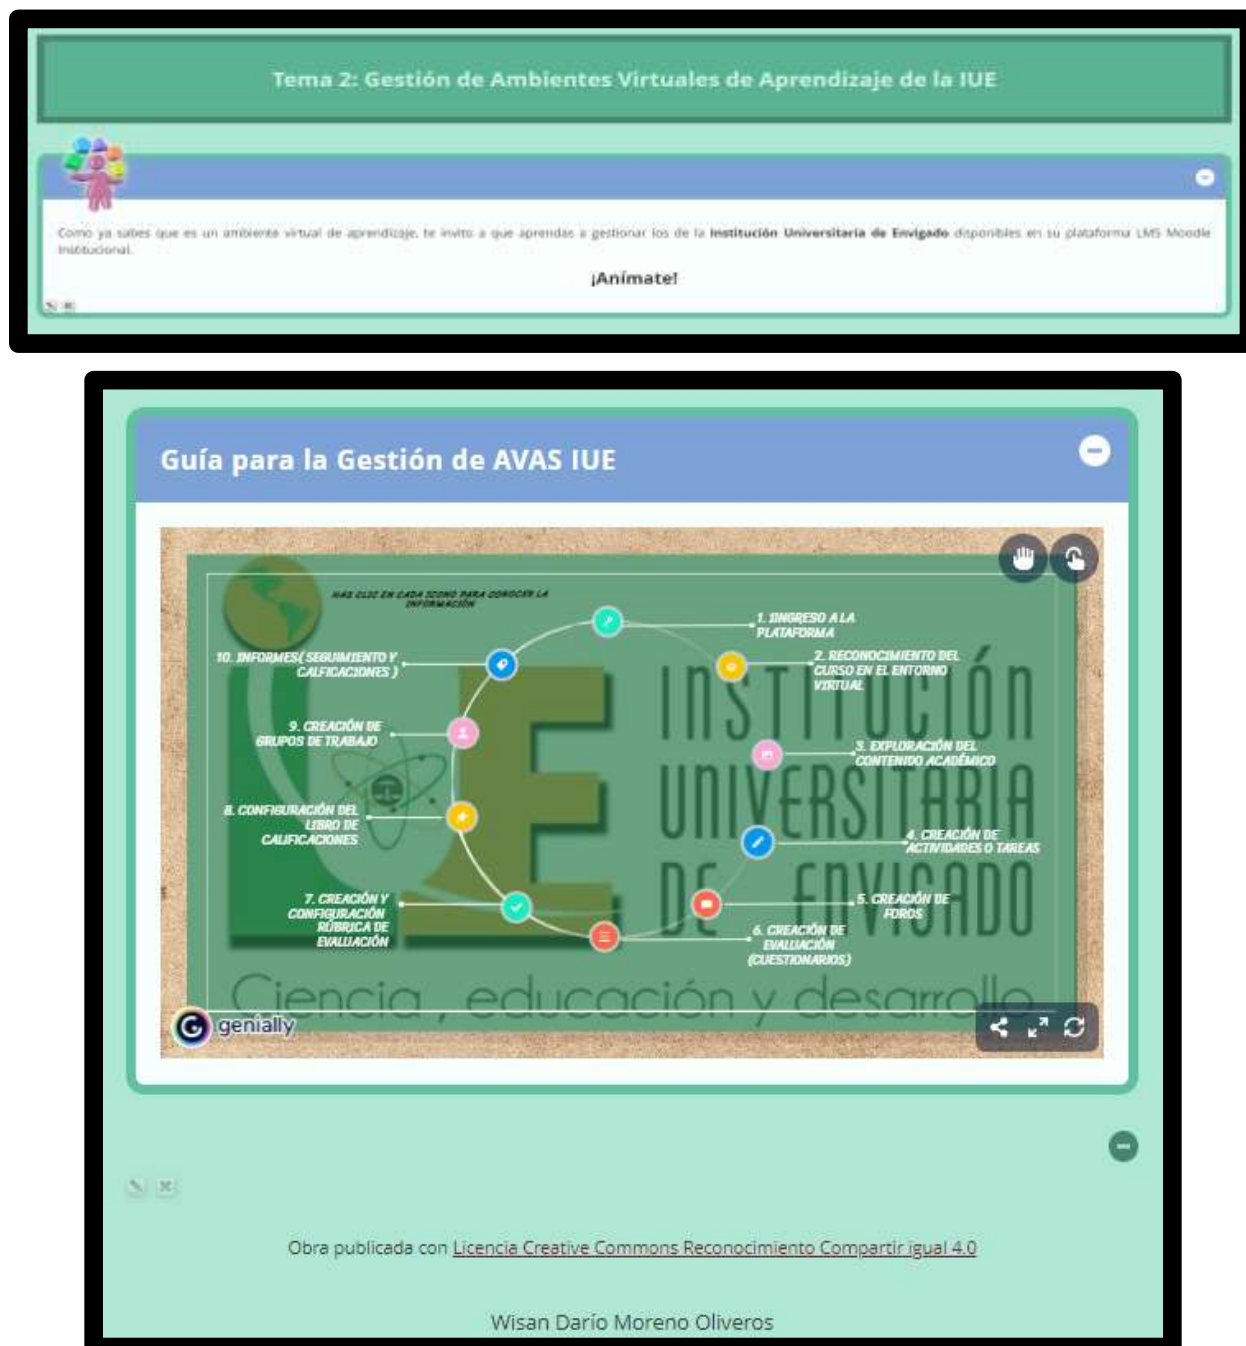 Tema 2: Gestión de Ambientes Virtuales de Aprendizaje de la IUE
Como ya sabes que es un ambiente virtual de aprendizaje, te invito a que aprendas a gestionar los de la Institución Universitaria de Envigado disponibles en su plataforma LMS Moodle
Institucional.
¡Anímate!
Guía para la Gestión de AVAS IUE
HAZ CLIC EN CADA ICONO PARA CONOCER LA
INFORMACIÓN
1. IINGRESO A LA
PLATAFORMA
2. RECONOCIMIENTO DEL
CURSO EN EL ENTORNO
VIRTUAL
3. EXPLORACIÓN DEL
CONTENIDO ACADÉMICO
4. CREACIÓN DE
ACTIVIDADES O TAREAS
5. CREACIÓN DE
FOROS
6. CREACIÓN DE
EVALUACIÓN
(CUESTIONARIOS)
7. CREACIÓN Y
CONFIGURACIÓN
RÚBRICA DE
EVALUACIÓN
8. CONFIGURACIÓN DEL
LIBRO DE
CALIFICACIONES
9. CREACIÓN DE
GRUPOS DE TRABAJO
10. INFORMES( SEGUIMIENTO Y
CALFICACIONES )
INSTITUCIÓN
UNIVERSITARIA
DE ENVIGADO
Ciencia, educación y desarrollo
genially
Obra publicada con Licencia Creative Commons Reconocimiento Compartir igual 4.0
Wisan Darío Moreno Oliveros